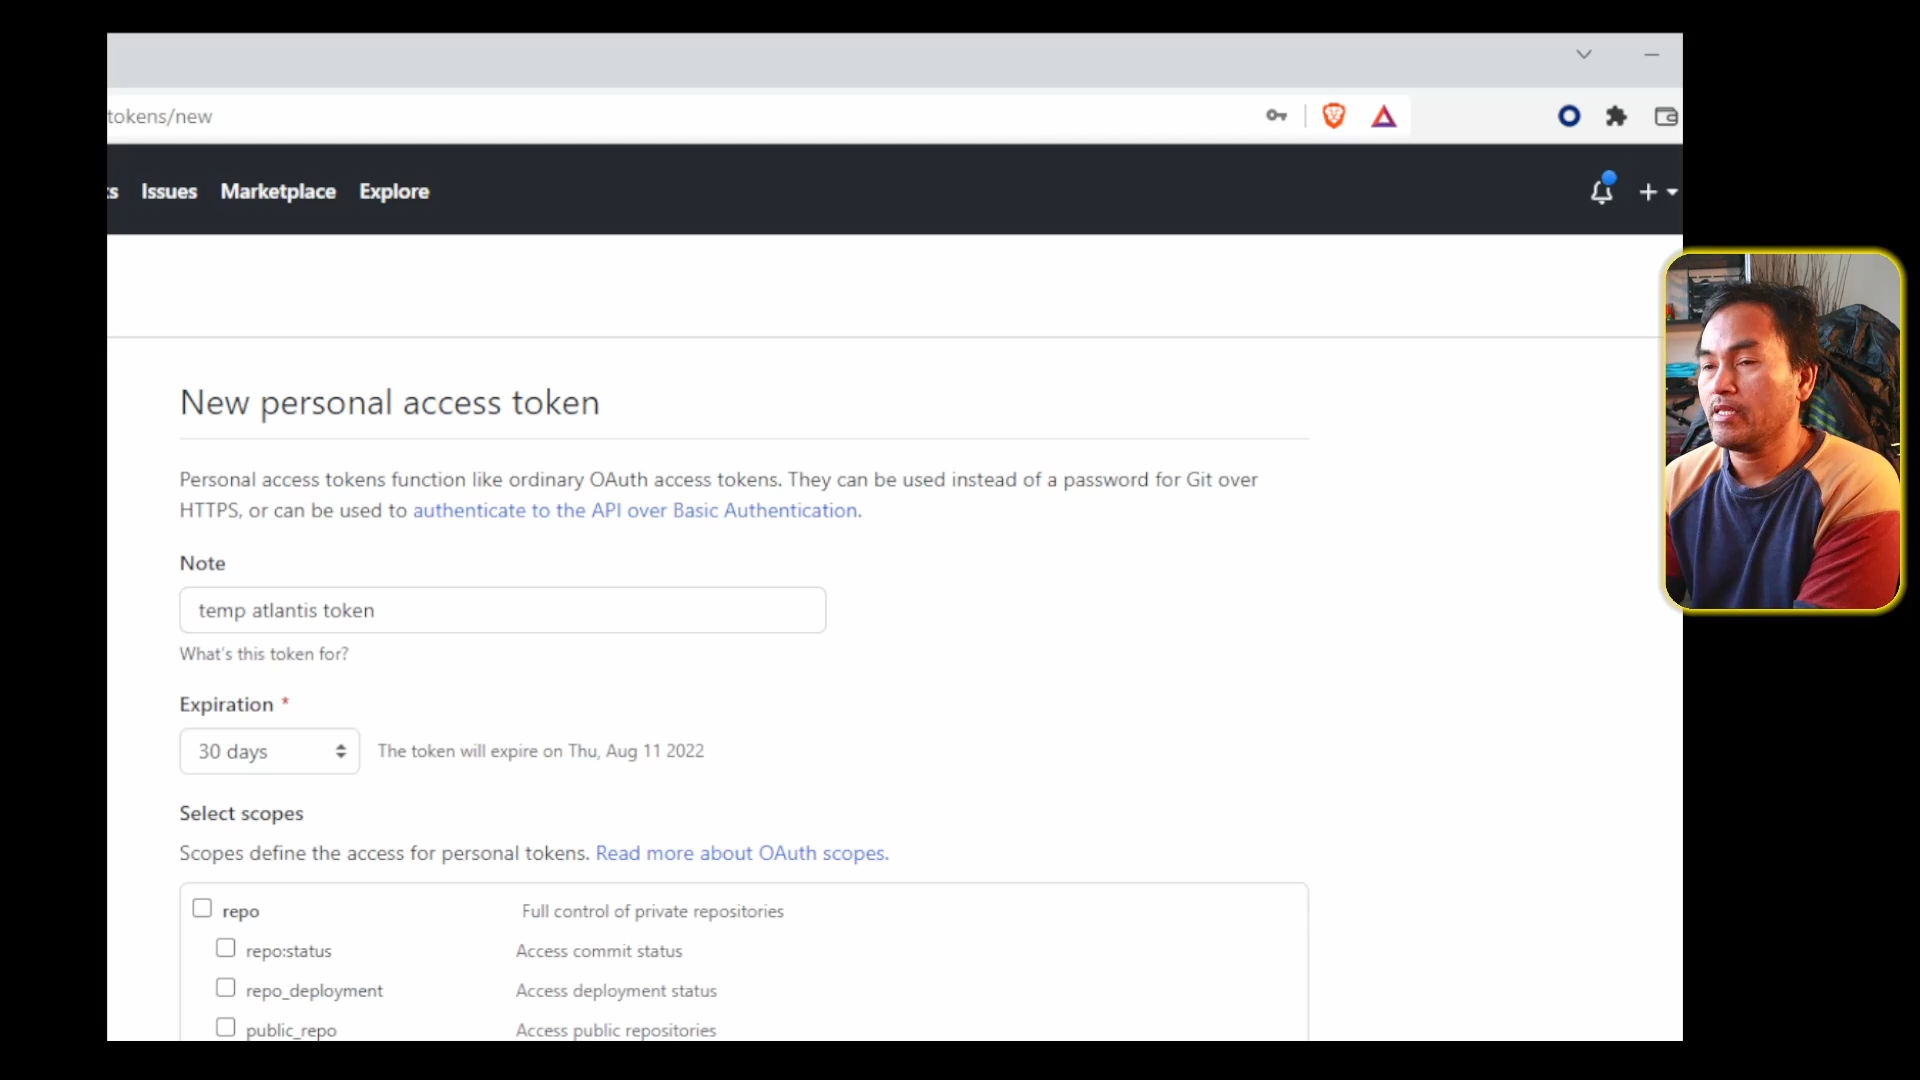 tokens/new
Issues Marketplace Explore
New personal access token
Personal access tokens function like ordinary OAuth access tokens. They can be used instead of a password for Git over
HTTPS, or can be used to authenticate to the API over Basic Authentication.
Note
temp atlantis token
What's this token for?
Expiration *
30 days The token will expire on Thu, Aug 11 2022
Select scopes
Scopes define the access for personal tokens. Read more about OAuth scopes.
repo Full control of private repositories
repo:status Access commit status
repo_deployment Access deployment status
public_repo Access public repositories